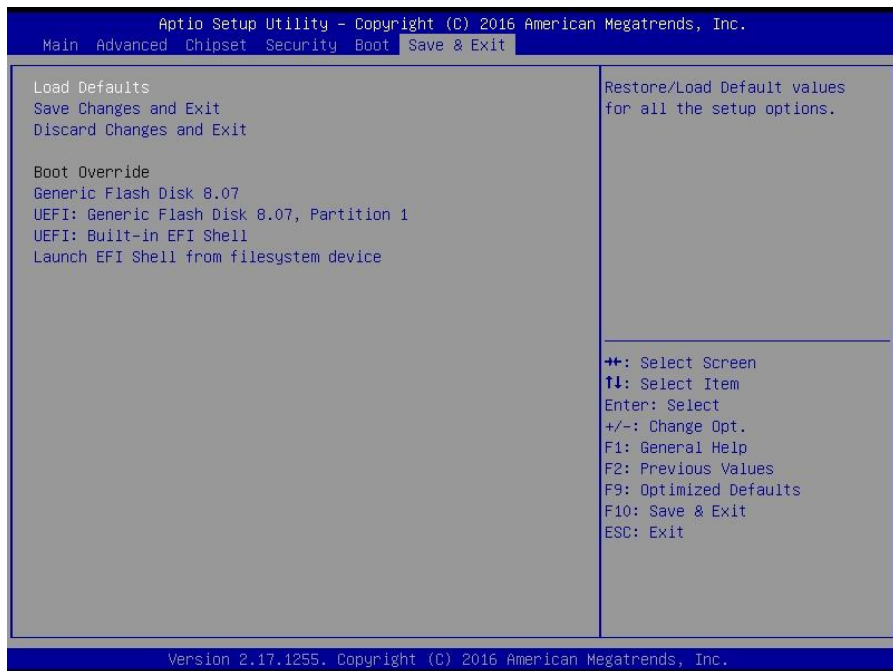 Aptio Setup Utility – Copyright (C) 2016 American Megatrends, Inc.
Main Advanced Chipset Security Boot Save & Exit
Load Defaults
Save Changes and Exit
Discard Changes and Exit
Boot Override
Generic Flash Disk 8.07
UEFI: Generic Flash Disk 8.07, Partition 1
UEFI: Built-in EFI Shell
Launch EFI Shell from filesystem device
Restore/Load Default values
for all the setup options.
→←: Select Screen
↑↓: Select Item
Enter: Select
+/-: Change Opt.
F1: General Help
F2: Previous Values
F9: Optimized Defaults
F10: Save & Exit
ESC: Exit
Version 2.17.1255. Copyright (C) 2016 American Megatrends, Inc.